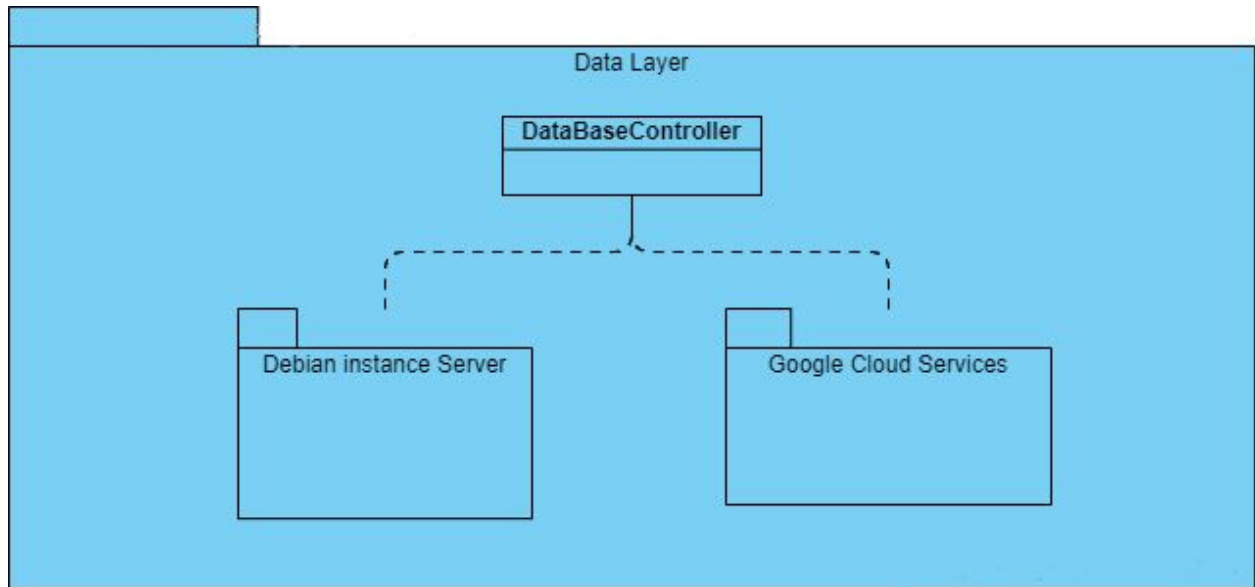 Data Layer
DataBaseController
Debian instance Server
Google Cloud Services